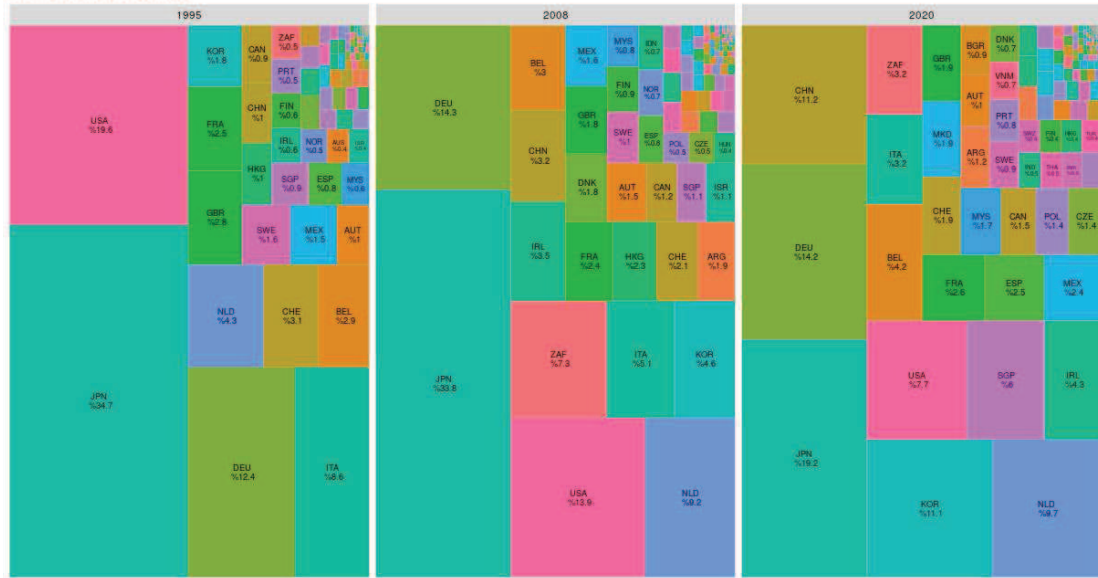 1995
2008
2020
USA
%19.6
JPN
%34.7
KOR
%1.8
FRA
%2.5
GBR
%2.8
CAN
%0.9
CHN
%1
HKG
%1
ZAF
%0.5
PRT
%0.5
FIN
%0.6
IRL
%0.6
NOR
%0.5
AUS
%0.4
SGP
%0.9
ESP
%0.8
MYS
%0.6
SWE
%1.6
MEX
%1.5
AUT
%1
NLD
%4.3
CHE
%3.1
BEL
%2.9
DEU
%12.4
ITA
%8.6
DEU
%14.3
JPN
%33.8
BEL
%3
CHN
%3.2
IRL
%3.5
MEX
%1.6
GBR
%1.8
DNK
%1.8
MYS
%0.8
IDN
%0.7
FIN
%0.9
NOR
%0.7
SWE
%1
ESP
%0.8
POL
%0.5
CZE
%0.5
HUN
%0.4
AUT
%1.5
CAN
%1.2
SGP
%1.1
ISR
%1.1
FRA
%2.4
HKG
%2.3
CHE
%2.1
ARG
%1.9
ZAF
%7.3
ITA
%5.1
KOR
%4.6
USA
%13.9
NLD
%9.2
CHN
%11.2
DEU
%14.2
JPN
%19.2
ZAF
%3.2
ITA
%3.2
BEL
%4.2
GBR
%1.9
MKD
%1.9
CHE
%1.9
BGR
%0.9
AUT
%1
ARG
%1.2
DNK
%0.7
VNM
%0.7
PRT
%0.8
SWE
%0.9
MYS
%1.7
CAN
%1.5
POL
%1.4
CZE
%1.4
FRA
%2.6
ESP
%2.5
MEX
%2.4
USA
%7.7
SGP
%6
IRL
%4.3
KOR
%11.1
NLD
%9.7